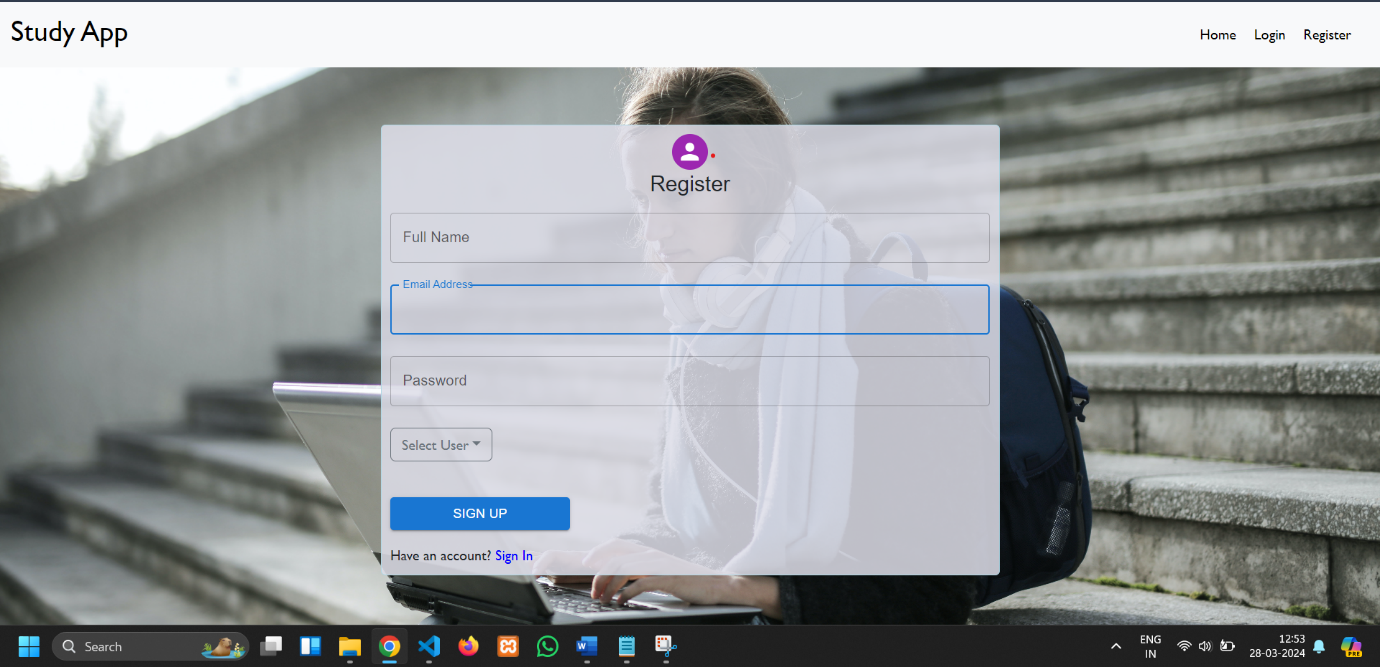 Study App
Home Login Register
Register
Full Name
Email Address
Password
Select User
SIGN UP
Have an account? Sign In
Search
ENG
IN
12:53
28-03-2024
PRE